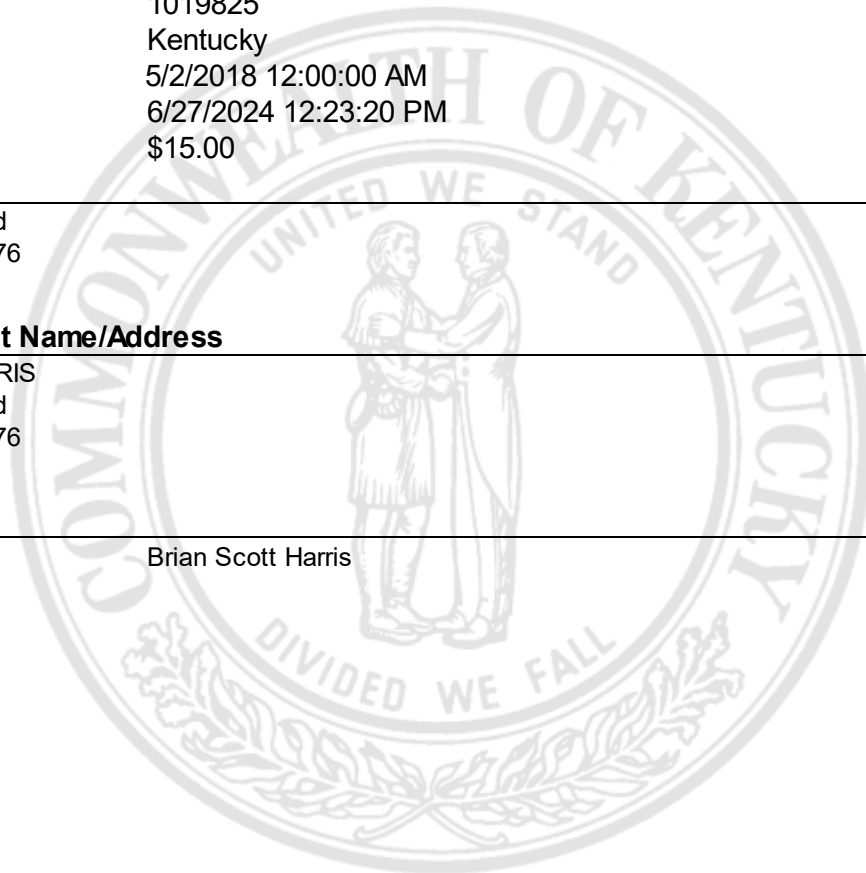 1019825
Kentucky
5/2/2018 12:00:00 AM
6/27/2024 12:23:20 PM
$15.00
d
76
t Name/Address
RIS
d
76
Brian Scott Harris
COMMONWEALTH OF KENTUCKY
UNITED WE STAND
DIVIDED WE FALL